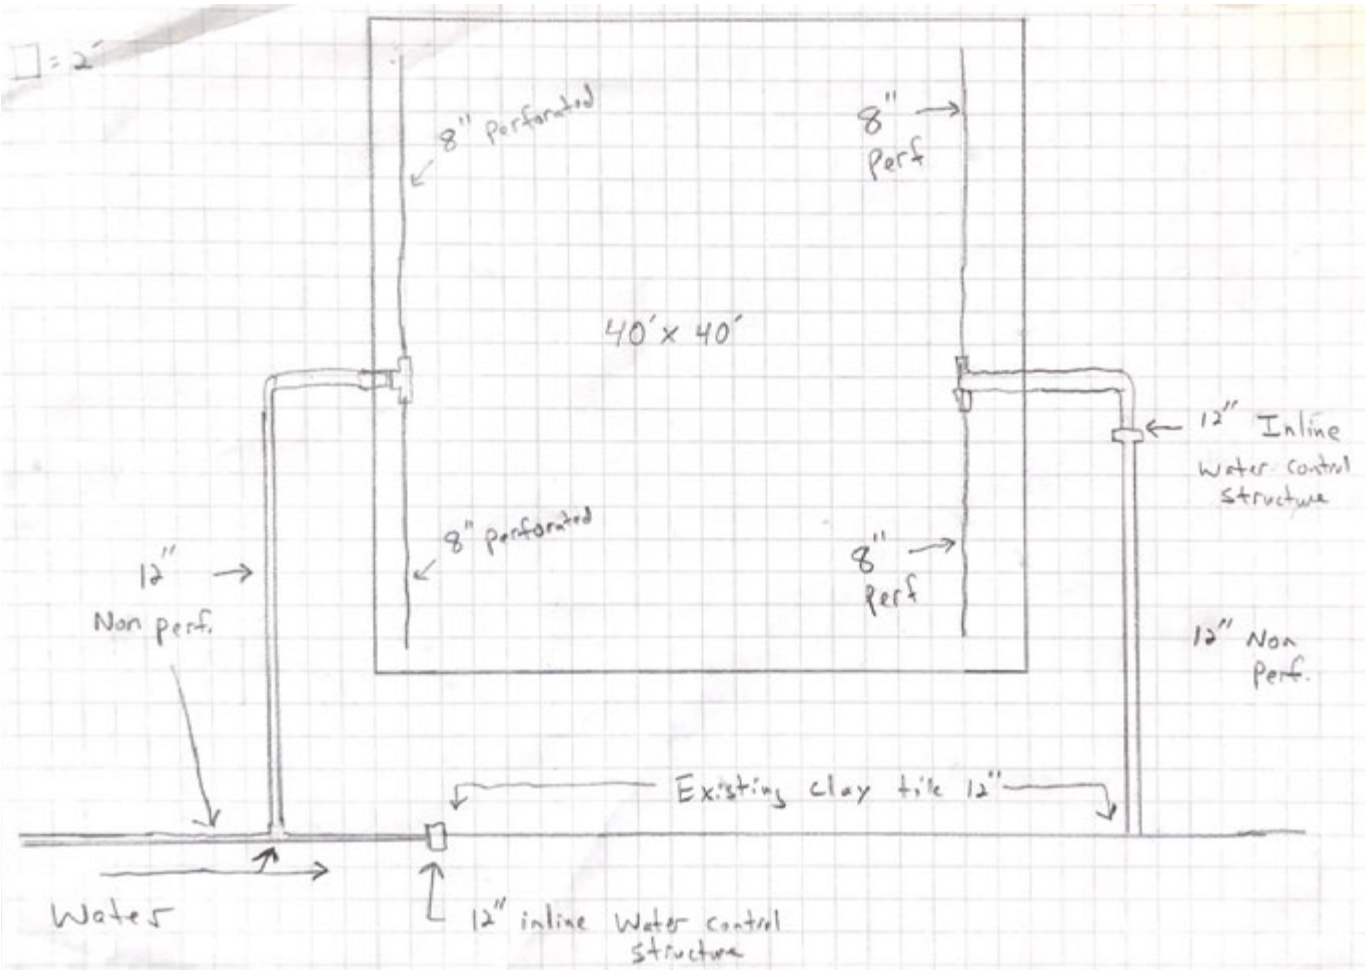 = 2'
8" perforated
8"
Perf
40' x 40'
12" Inline
Water Control
Structure
8" perforated
8"
Perf
12"
Non perf.
12" Non
Perf.
Existing clay tile 12"
Water
12" inline Water Control
Structure